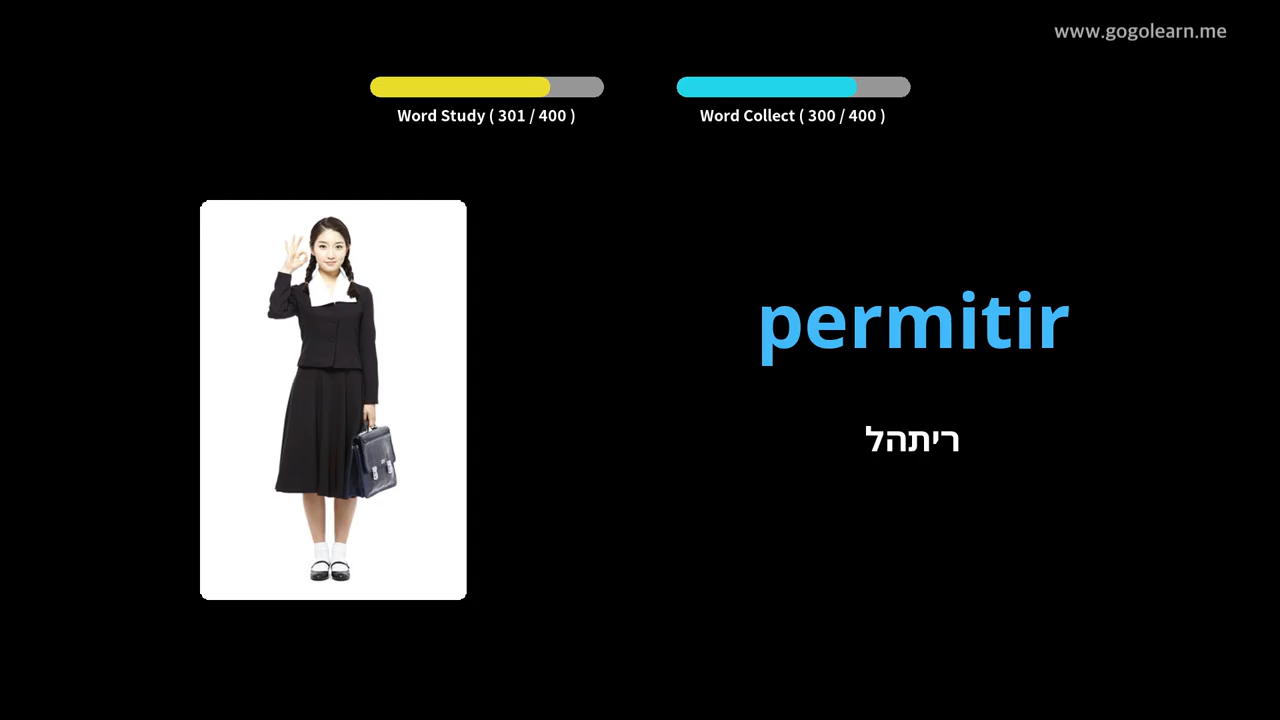 www.gogolearn.me
Word Study ( 301 / 400 )
Word Collect ( 300 / 400 )
permitir
ריתהל